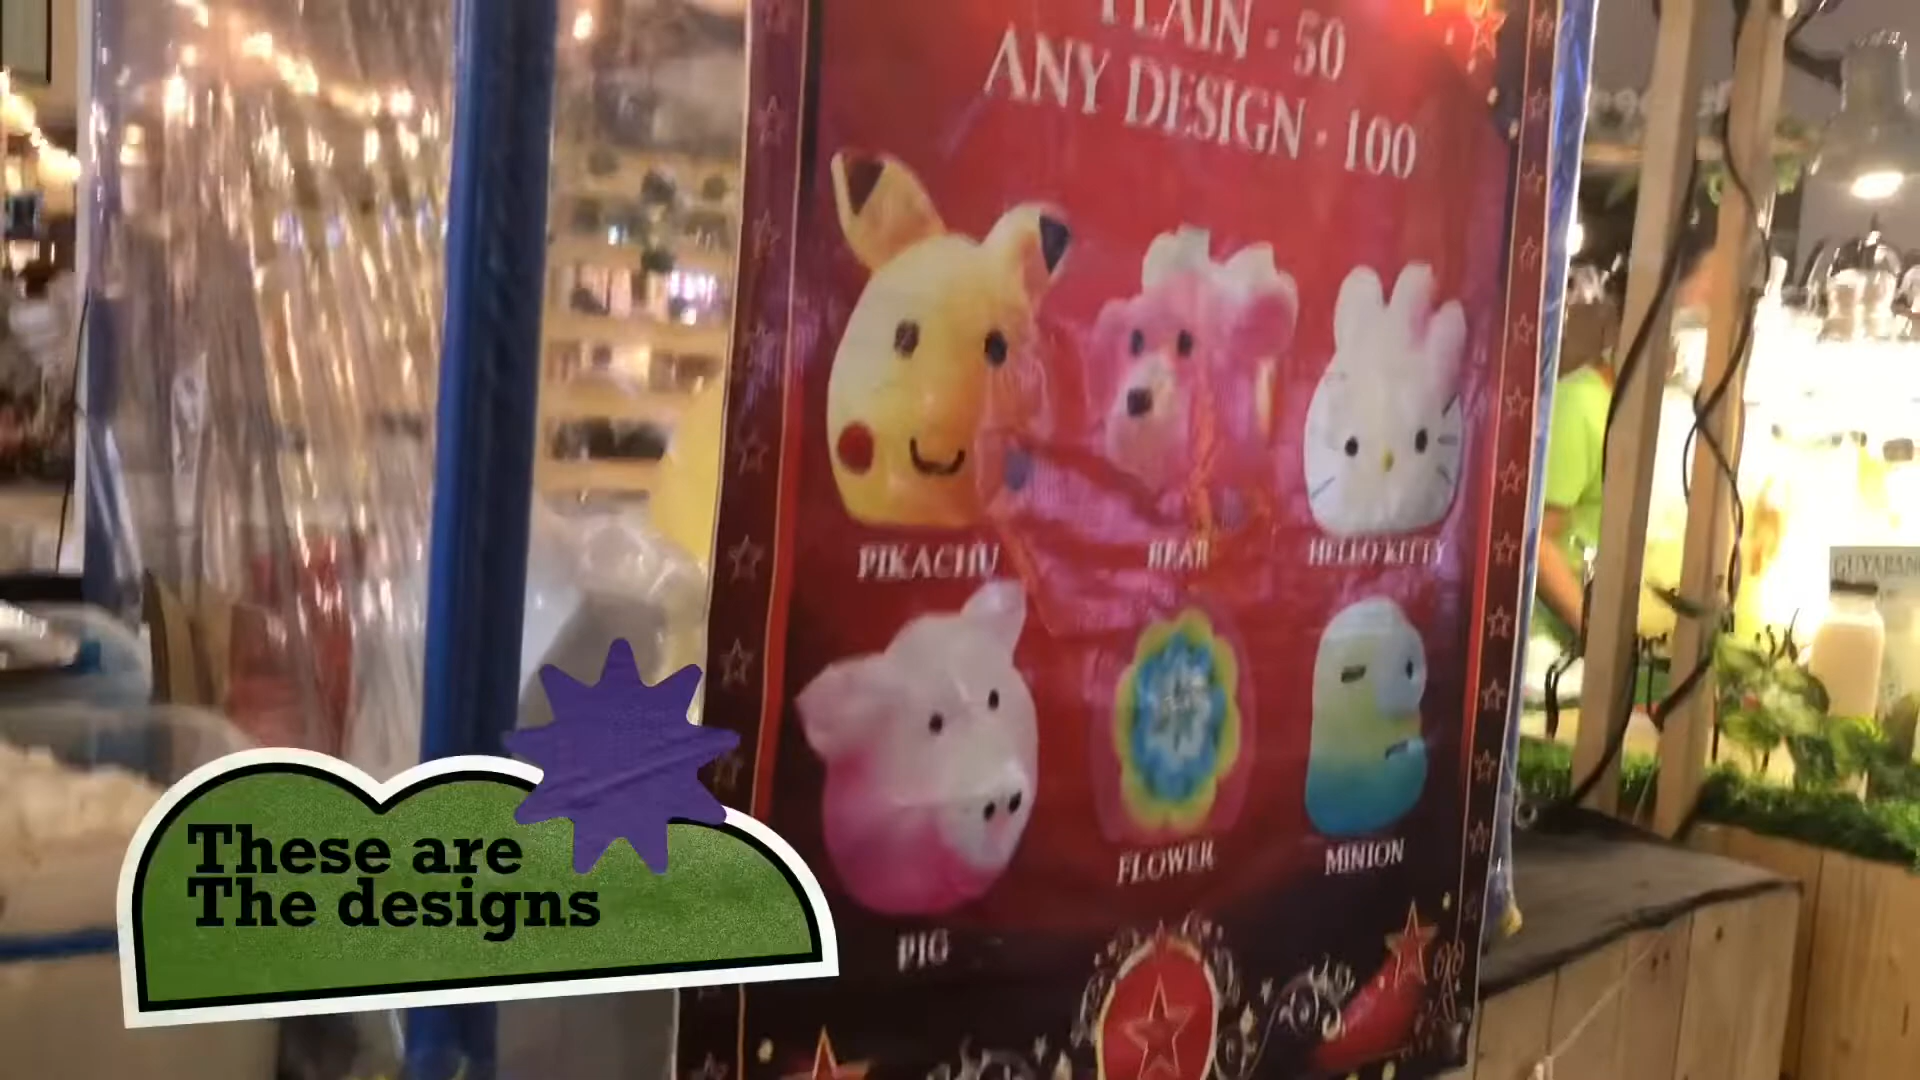 PLAIN - 50
ANY DESIGN - 100
PIKACHU
BEAR
HELLO KITTY
PIG
FLOWER
MINION
These are
The designs